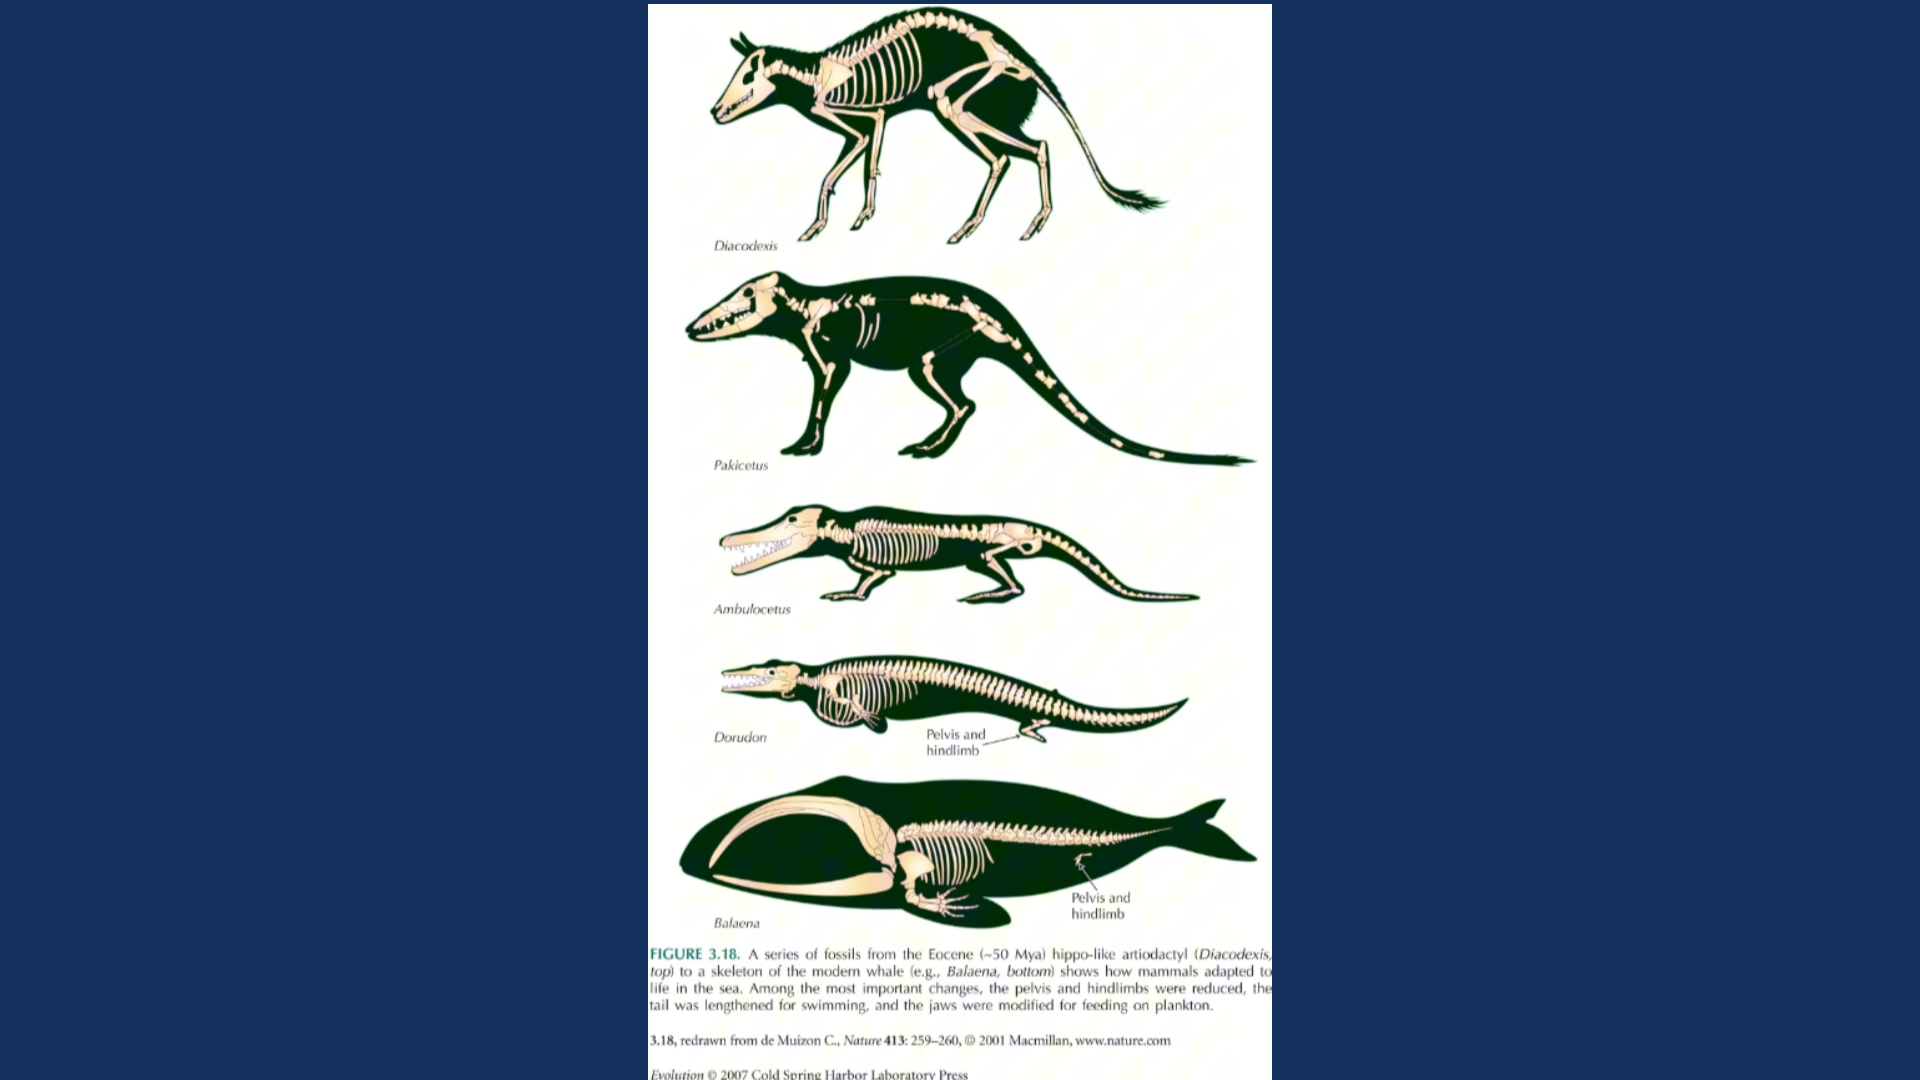 Diacodexis
Pakicetus
Ambulocetus
Dorudon
Pelvis and
hindlimb
Pelvis and
hindlimb
Balaena
FIGURE 3.18. A series of fossils from the Eocene (~50 Mya) hippo-like artiodactyl (Diacodexis,
top) to a skeleton of the modern whale (e.g., Balaena, bottom) shows how mammals adapted to
life in the sea. Among the most important changes, the pelvis and hindlimbs were reduced, the
tail was lengthened for swimming, and the jaws were modified for feeding on plankton.
3.18, redrawn from de Muizon C., Nature 413: 259–260, © 2001 Macmillan, www.nature.com
Evolution © 2007 Cold Spring Harbor Laboratory Press